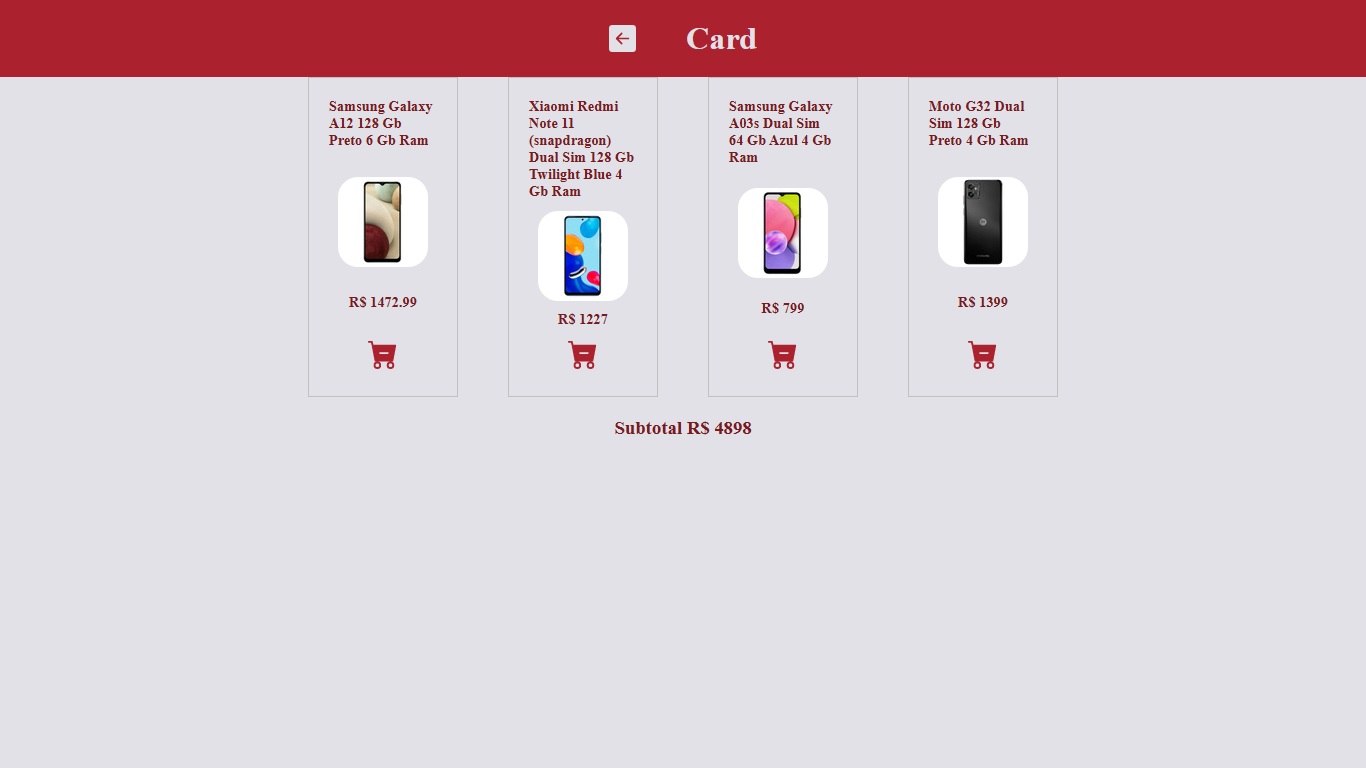 Card
Samsung Galaxy
A12 128 Gb
Preto 6 Gb Ram
R$ 1472.99
Xiaomi Redmi
Note 11
(snapdragon)
Dual Sim 128 Gb
Twilight Blue 4
Gb Ram
R$ 1227
Samsung Galaxy
A03s Dual Sim
64 Gb Azul 4 Gb
Ram
R$ 799
Moto G32 Dual
Sim 128 Gb
Preto 4 Gb Ram
R$ 1399
Subtotal R$ 4898